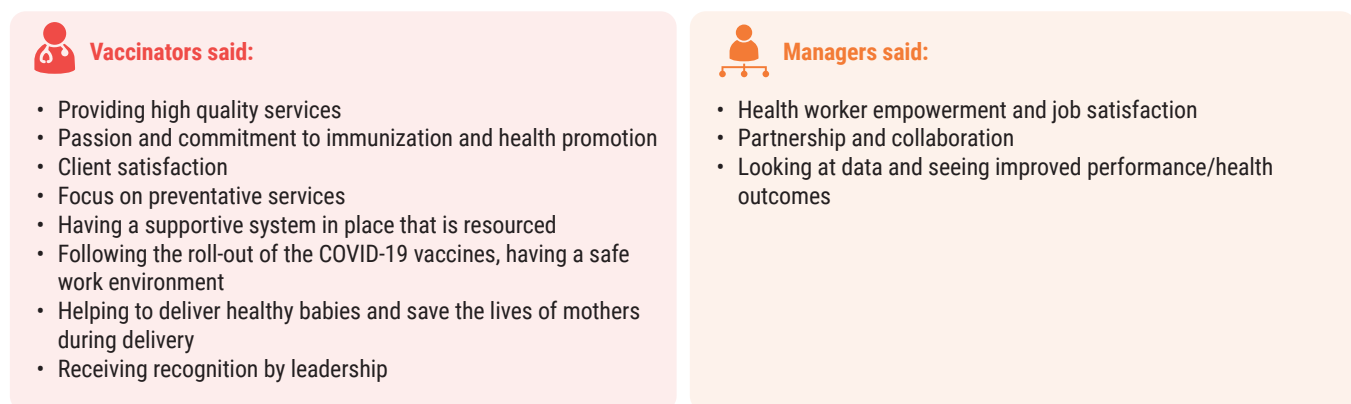 Vaccinators said:
• Providing high quality services
• Passion and commitment to immunization and health promotion
• Client satisfaction
• Focus on preventative services
• Having a supportive system in place that is resourced
• Following the roll-out of the COVID-19 vaccines, having a safe
work environment
• Helping to deliver healthy babies and save the lives of mothers
during delivery
• Receiving recognition by leadership
Managers said:
• Health worker empowerment and job satisfaction
• Partnership and collaboration
• Looking at data and seeing improved performance/health
outcomes